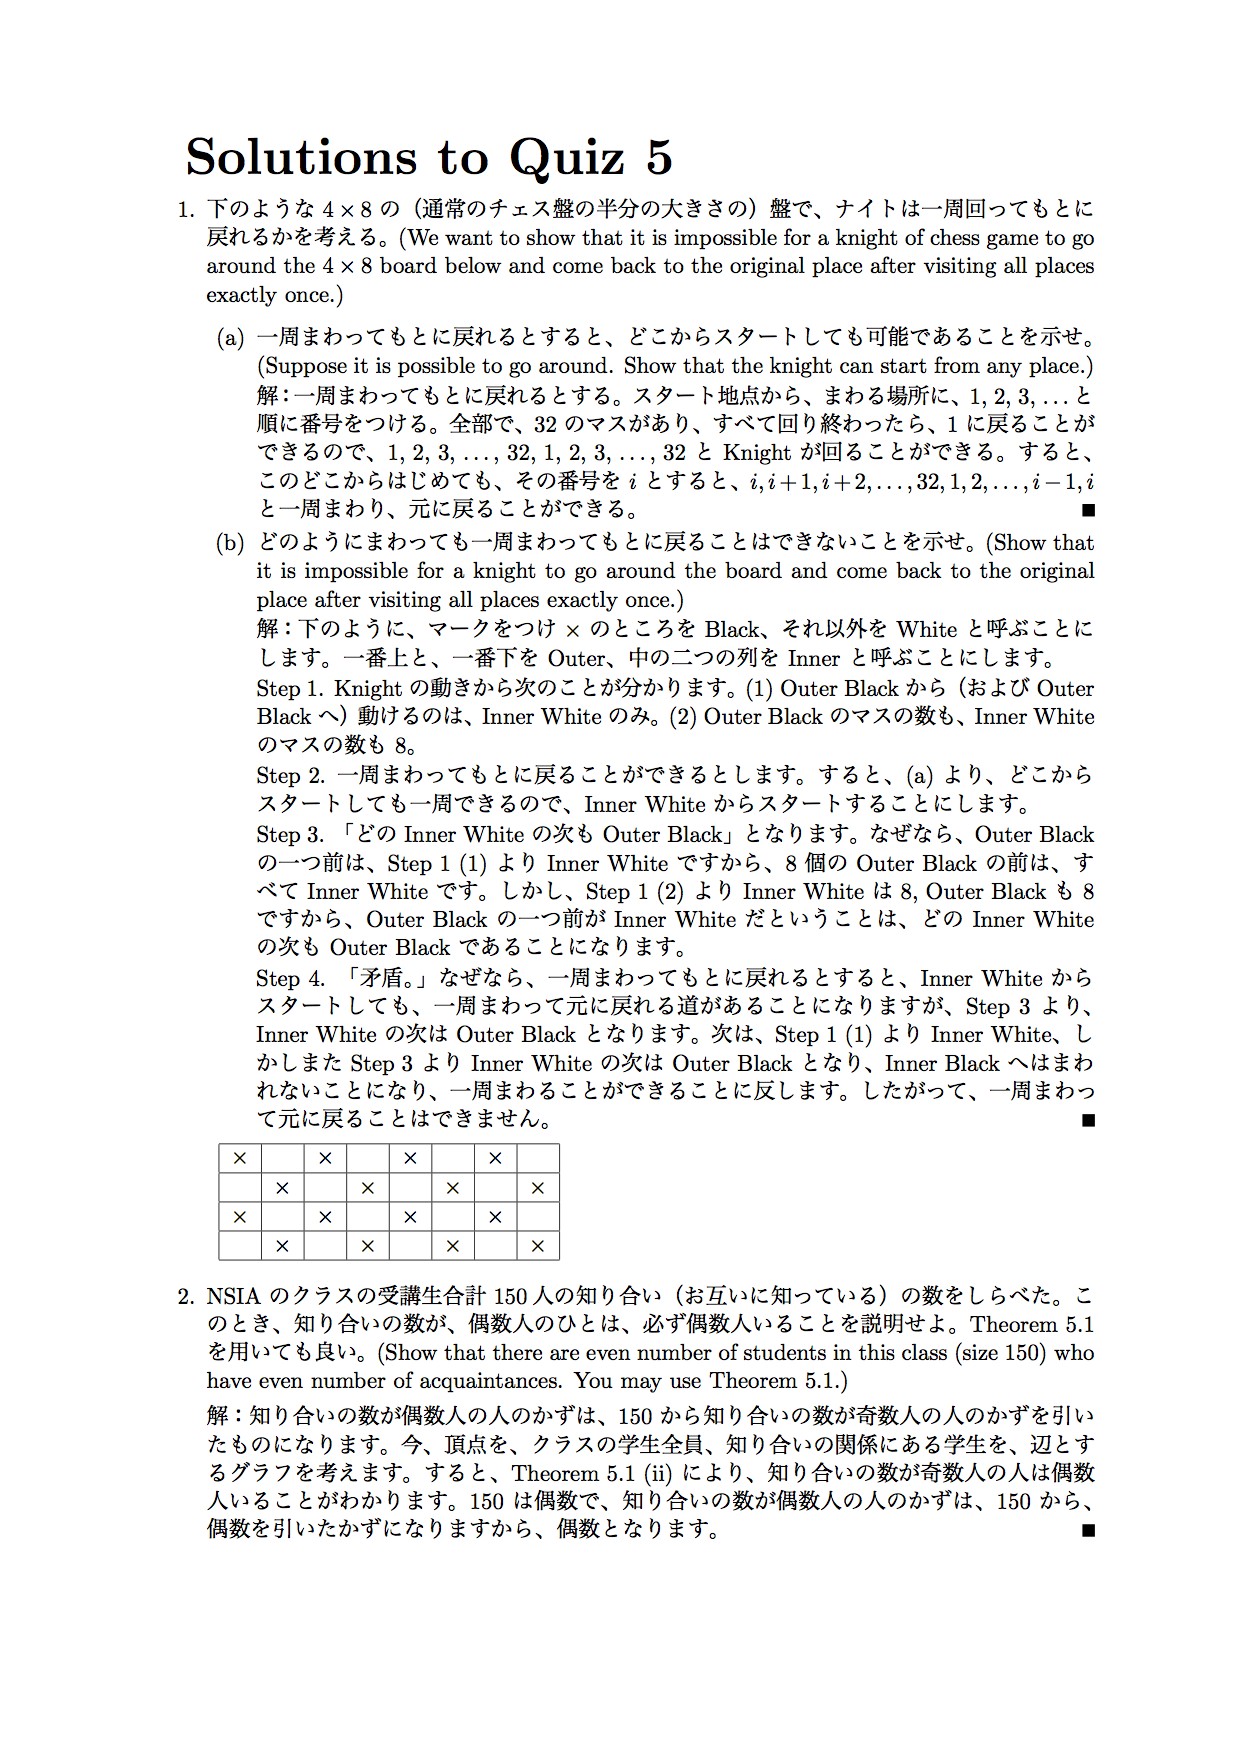 Solutions to Quiz 5
1. 下のような 4 × 8 の（通常のチェス盤の半分の大きさの）盤で、ナイトは一周回ってもとに
戻れるかを考える。(We want to show that it is impossible for a knight of chess game to go
around the 4 × 8 board below and come back to the original place after visiting all places
exactly once.)
(a) 一周まわってもとに戻れるとすると、どこからスタートしても可能であることを示せ。
(Suppose it is possible to go around. Show that the knight can start from any place.)
解：一周まわってもとに戻れるとする。スタート地点から、まわる場所に、1, 2, 3, . . . と
順に番号をつける。全部で、32 のマスがあり、すべて回り終わったら、1 に戻ることが
できるので、1, 2, 3, . . . , 32, 1, 2, 3, . . . , 32 と Knight が回ることができる。すると、
このどこからはじめても、その番号を i とすると、i, i + 1, i + 2, . . . , 32, 1, 2, . . . , i − 1, i
と一周まわり、元に戻ることができる。 ■
(b) どのようにまわっても一周まわってもとに戻ることはできないことを示せ。(Show that
it is impossible for a knight to go around the board and come back to the original
place after visiting all places exactly once.)
解：下のように、マークをつけ × のところを Black、それ以外を White と呼ぶことに
します。一番上と、一番下を Outer、中の二つの列を Inner と呼ぶことにします。
Step 1. Knight の動きから次のことが分かります。(1) Outer Black から（および Outer
Black へ）動けるのは、Inner White のみ。(2) Outer Black のマスの数も、Inner White
のマスの数も 8。
Step 2. 一周まわってもとに戻ることができるとします。すると、(a) より、どこから
スタートしても一周できるので、Inner White からスタートすることにします。
Step 3. 「どの Inner White の次も Outer Black」となります。なぜなら、Outer Black
の一つ前は、Step 1 (1) より Inner White ですから、8 個の Outer Black の前は、す
べて Inner White です。しかし、Step 1 (2) より Inner White は 8, Outer Black も 8
ですから、Outer Black の一つ前が Inner White だということは、どの Inner White
の次も Outer Black であることになります。
Step 4. 「矛盾。」なぜなら、一周まわってもとに戻れるとすると、Inner White から
スタートしても、一周まわって元に戻れる道があることになりますが、Step 3 より、
Inner White の次は Outer Black となります。次は、Step 1 (1) より Inner White、し
かしまた Step 3 より Inner White の次は Outer Black となり、Inner Black へはまわ
れないことになり、一周まわることができることに反します。したがって、一周まわっ
て元に戻ることはできません。 ■
× × × ×
× × × ×
× × × ×
× × × ×
2. NSIA のクラスの受講生合計 150 人の知り合い（お互いに知っている）の数をしらべた。こ
のとき、知り合いの数が、偶数人のひとは、必ず偶数人いることを説明せよ。Theorem 5.1
を用いても良い。(Show that there are even number of students in this class (size 150) who
have even number of acquaintances. You may use Theorem 5.1.)
解：知り合いの数が偶数人の人のかずは、150 から知り合いの数が奇数人の人のかずを引い
たものになります。今、頂点を、クラスの学生全員、知り合いの関係にある学生を、辺とす
るグラフを考えます。すると、Theorem 5.1 (ii) により、知り合いの数が奇数人の人は偶数
人いることがわかります。150 は偶数で、知り合いの数が偶数人の人のかずは、150 から、
偶数を引いたかずになりますから、偶数となります。 ■